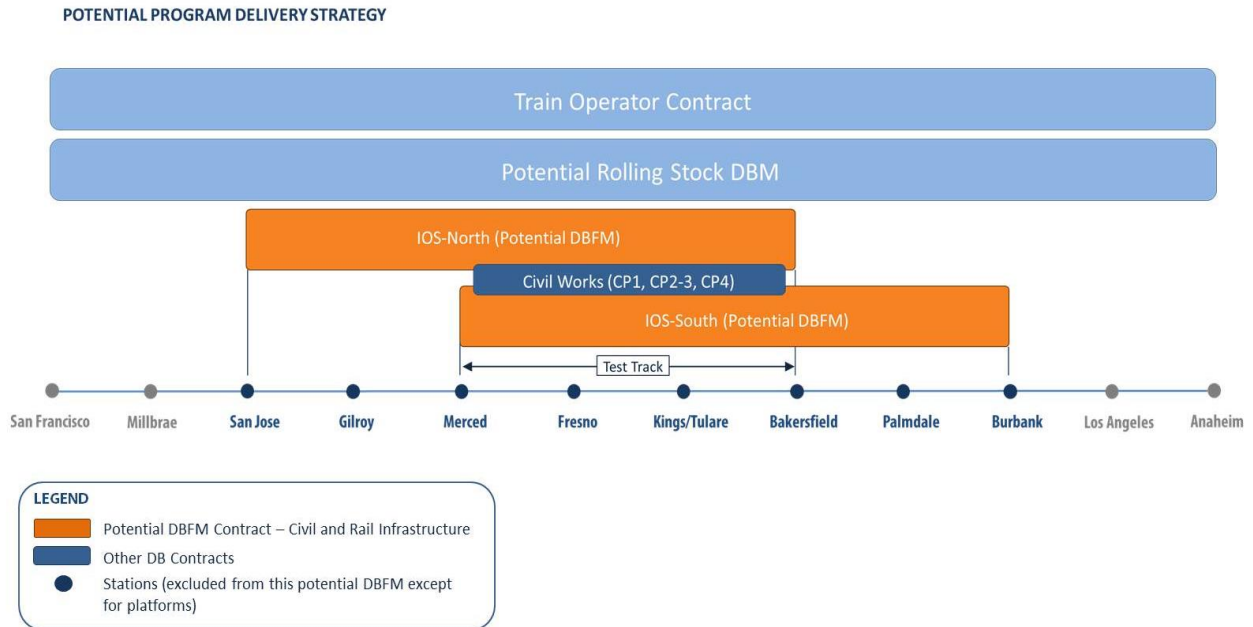 POTENTIAL PROGRAM DELIVERY STRATEGY
Train Operator Contract
Potential Rolling Stock DBM
IOS-North (Potential DBFM)
Civil Works (CP1, CP2-3, CP4)
IOS-South (Potential DBFM)
Test Track
San Francisco Millbrae San Jose Gilroy Merced Fresno Kings/Tulare Bakersfield Palmdale Burbank Los Angeles Anaheim
LEGEND
Potential DBFM Contract – Civil and Rail Infrastructure
Other DB Contracts
Stations (excluded from this potential DBFM except
for platforms)